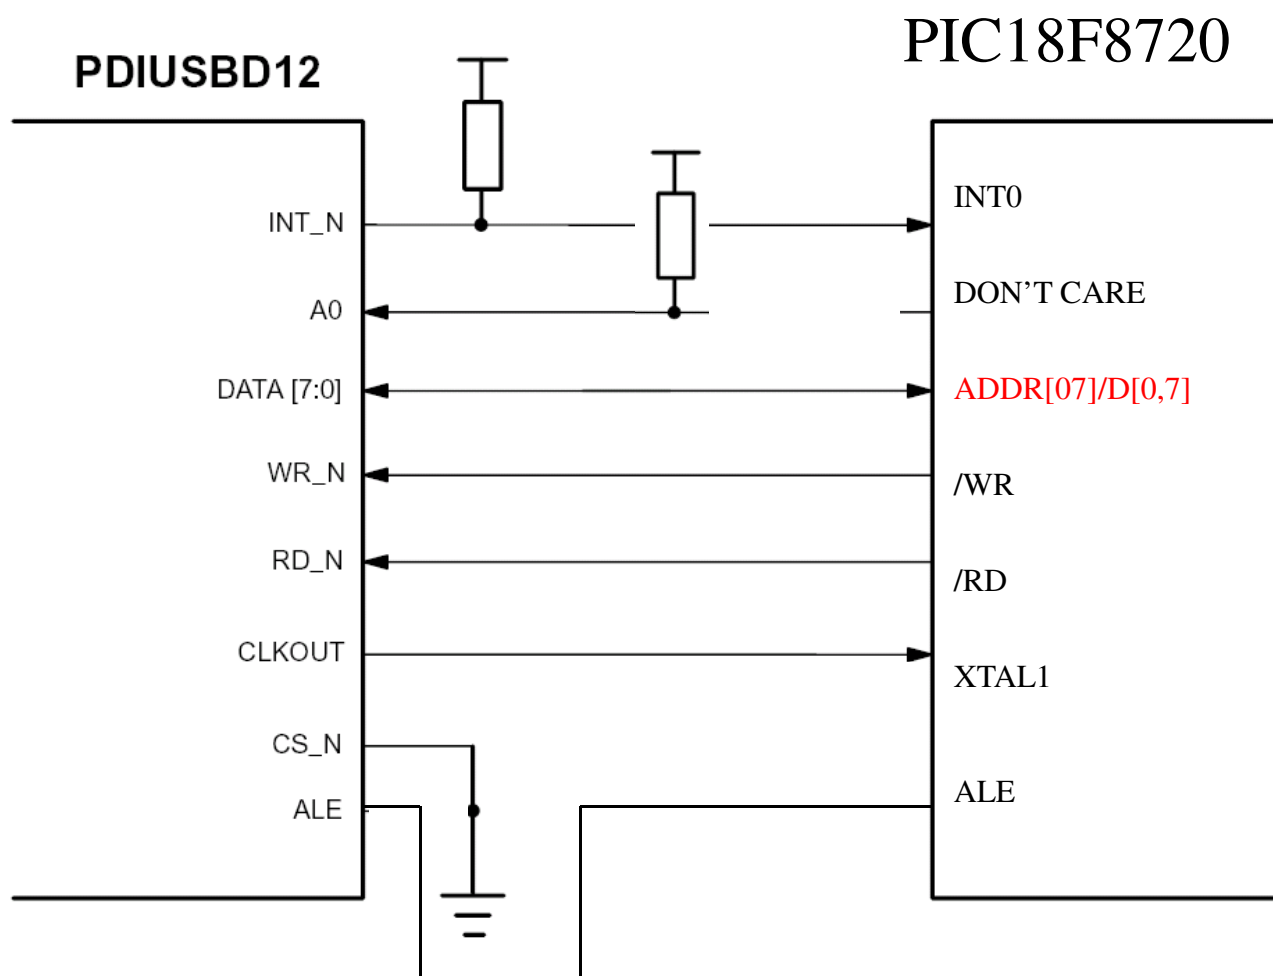 PIC18F8720
PDIUSBD12
INT0
INT_N
DON’T CARE
A0
DATA [7:0]
ADDR[07]/D[0,7]
WR_N
/WR
RD_N
/RD
CLKOUT
XTAL1
CS_N
ALE
ALE